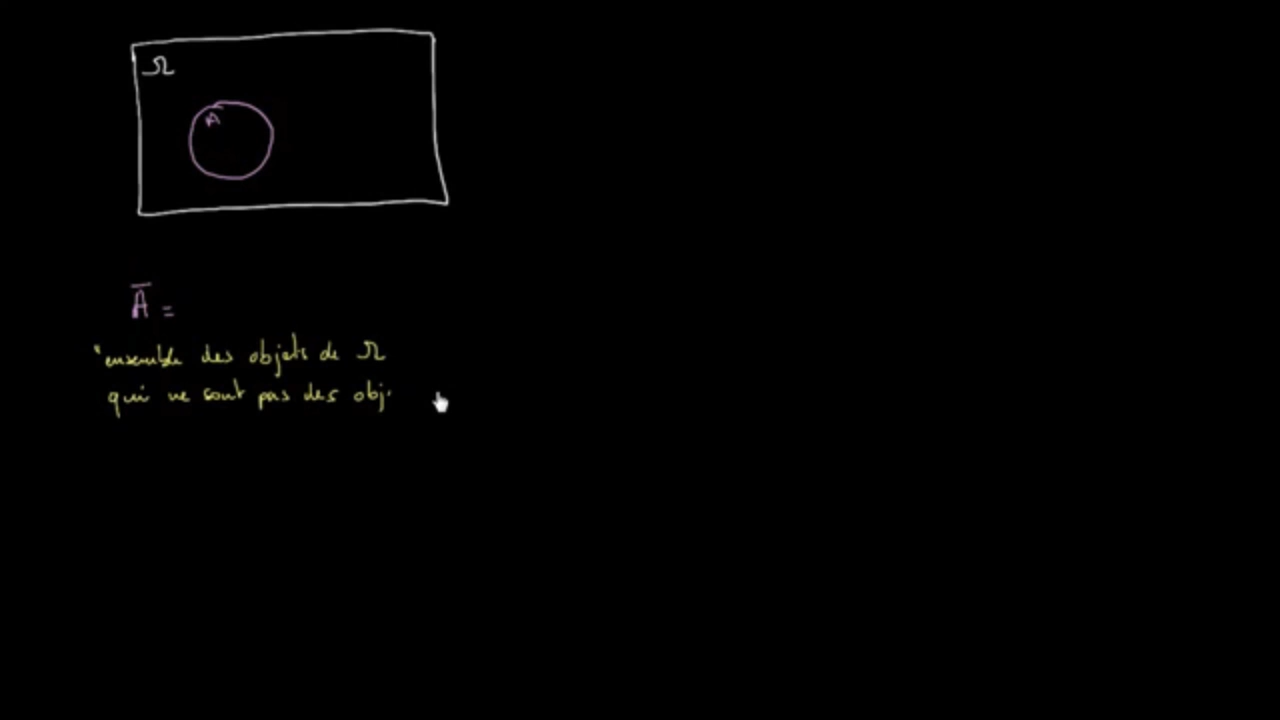 Ω
A
Ā =
"ensemble des objets de Ω
qui ne sont pas des obj